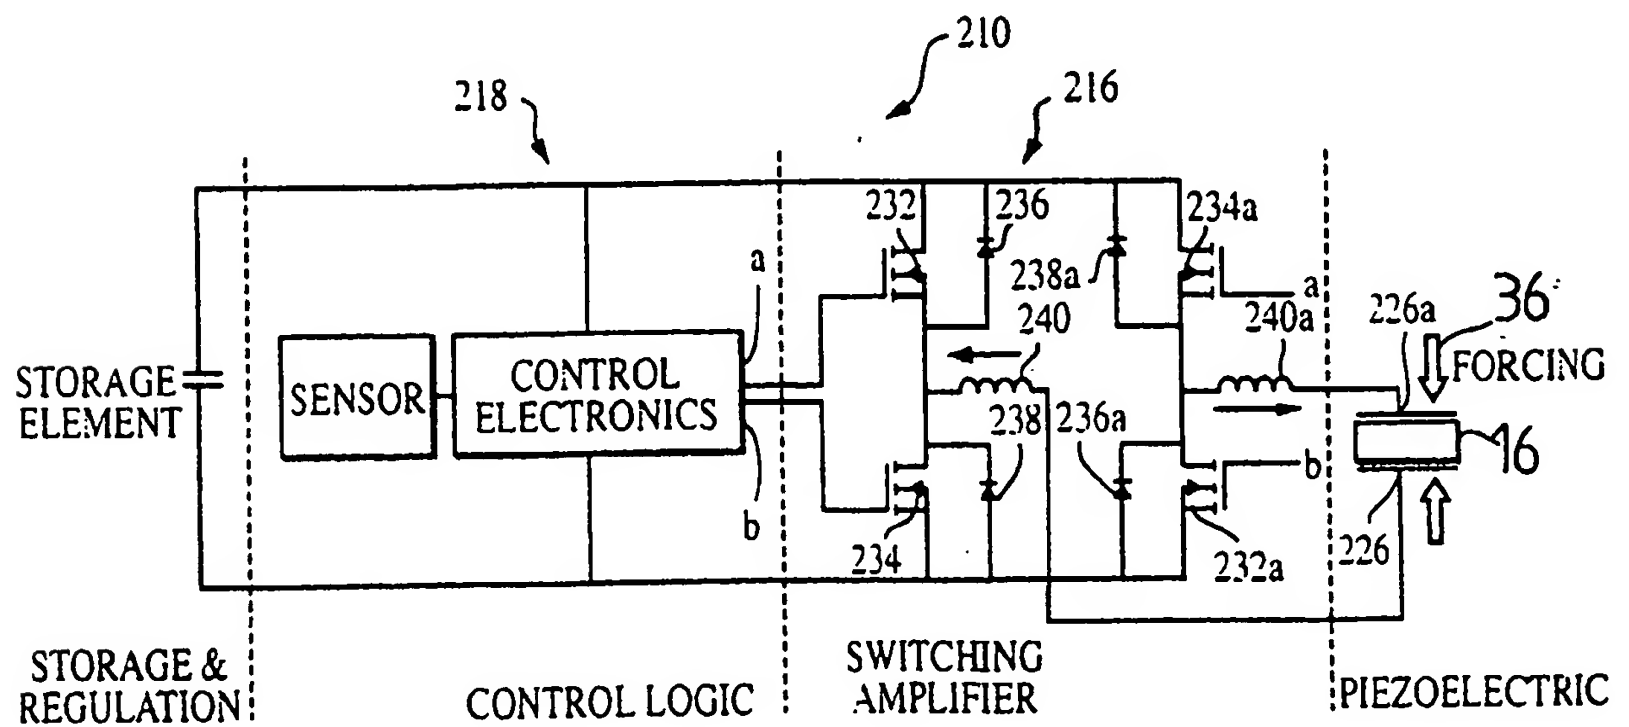 210
218
216
232
236
234a
238a
a
a
240
240a
226a
36
FORCING
STORAGE
ELEMENT
SENSOR
CONTROL
ELECTRONICS
238
236a
16
b
b
234
232a
226
STORAGE &
REGULATION
CONTROL LOGIC
SWITCHING
AMPLIFIER
PIEZOELECTRIC